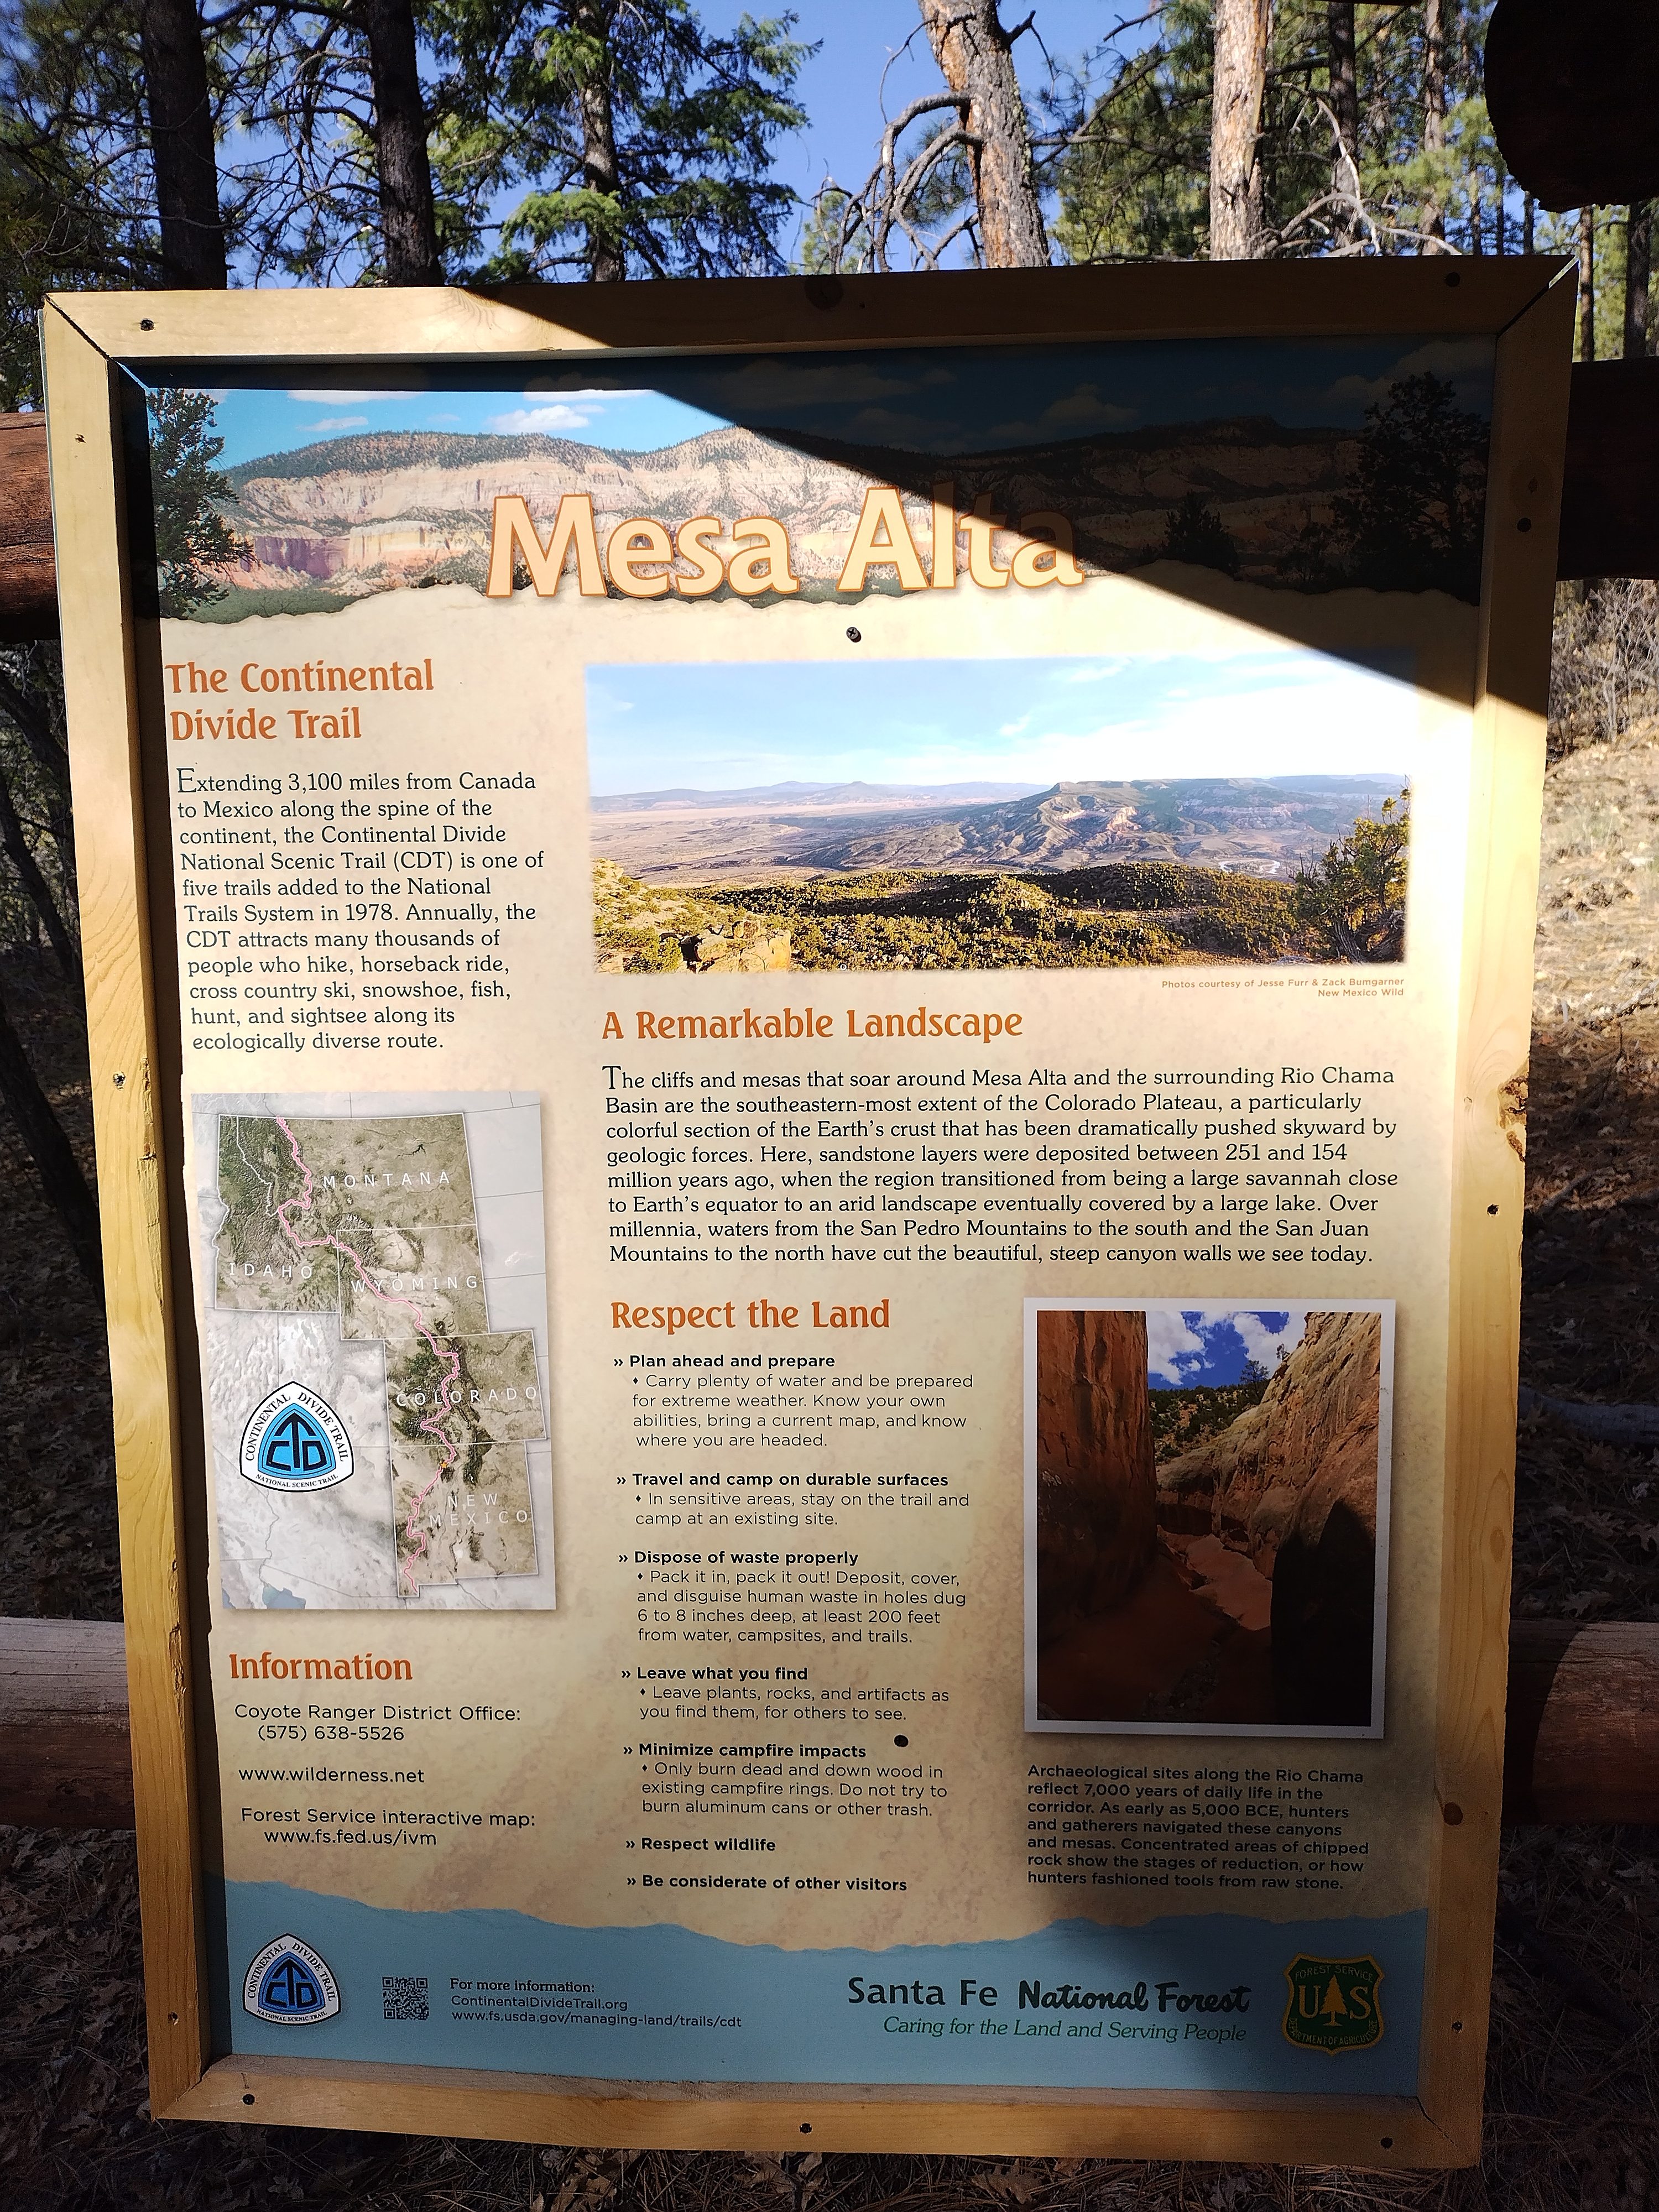 Mesa Alta
The Continental
Divide Trail
Extending 3,100 miles from Canada
to Mexico along the spine of the
continent, the Continental Divide
National Scenic Trail (CDT) is one of
five trails added to the National
Trails System in 1978. Annually, the
CDT attracts many thousands of
people who hike, horseback ride,
cross country ski, snowshoe, fish,
hunt, and sightsee along its
ecologically diverse route.
MONTANA
IDAHO
WYOMING
COLORADO
NEW
MEXICO
CONTINENTAL DIVIDE TRAIL
CTD
NATIONAL SCENIC TRAIL
Information
Coyote Ranger District Office:
(575) 638-5526
www.wilderness.net
Forest Service interactive map:
www.fs.fed.us/ivm
Photos courtesy of Jesse Furr & Zack Bumgarner
New Mexico Wild
A Remarkable Landscape
The cliffs and mesas that soar around Mesa Alta and the surrounding Rio Chama
Basin are the southeastern-most extent of the Colorado Plateau, a particularly
colorful section of the Earth's crust that has been dramatically pushed skyward by
geologic forces. Here, sandstone layers were deposited between 251 and 154
million years ago, when the region transitioned from being a large savannah close
to Earth's equator to an arid landscape eventually covered by a large lake. Over
millennia, waters from the San Pedro Mountains to the south and the San Juan
Mountains to the north have cut the beautiful, steep canyon walls we see today.
Respect the Land
» Plan ahead and prepare
♦ Carry plenty of water and be prepared
for extreme weather. Know your own
abilities, bring a current map, and know
where you are headed.
» Travel and camp on durable surfaces
♦ In sensitive areas, stay on the trail and
camp at an existing site.
» Dispose of waste properly
♦ Pack it in, pack it out! Deposit, cover,
and disguise human waste in holes dug
6 to 8 inches deep, at least 200 feet
from water, campsites, and trails.
» Leave what you find
♦ Leave plants, rocks, and artifacts as
you find them, for others to see.
» Minimize campfire impacts
♦ Only burn dead and down wood in
existing campfire rings. Do not try to
burn aluminum cans or other trash.
» Respect wildlife
» Be considerate of other visitors
Archaeological sites along the Rio Chama
reflect 7,000 years of daily life in the
corridor. As early as 5,000 BCE, hunters
and gatherers navigated these canyons
and mesas. Concentrated areas of chipped
rock show the stages of reduction, or how
hunters fashioned tools from raw stone.
CONTINENTAL DIVIDE TRAIL
CTD
NATIONAL SCENIC TRAIL
For more information:
ContinentalDivideTrail.org
www.fs.usda.gov/managing-land/trails/cdt
Santa Fe National Forest
Caring for the Land and Serving People
FOREST SERVICE
US
DEPARTMENT OF AGRICULTURE